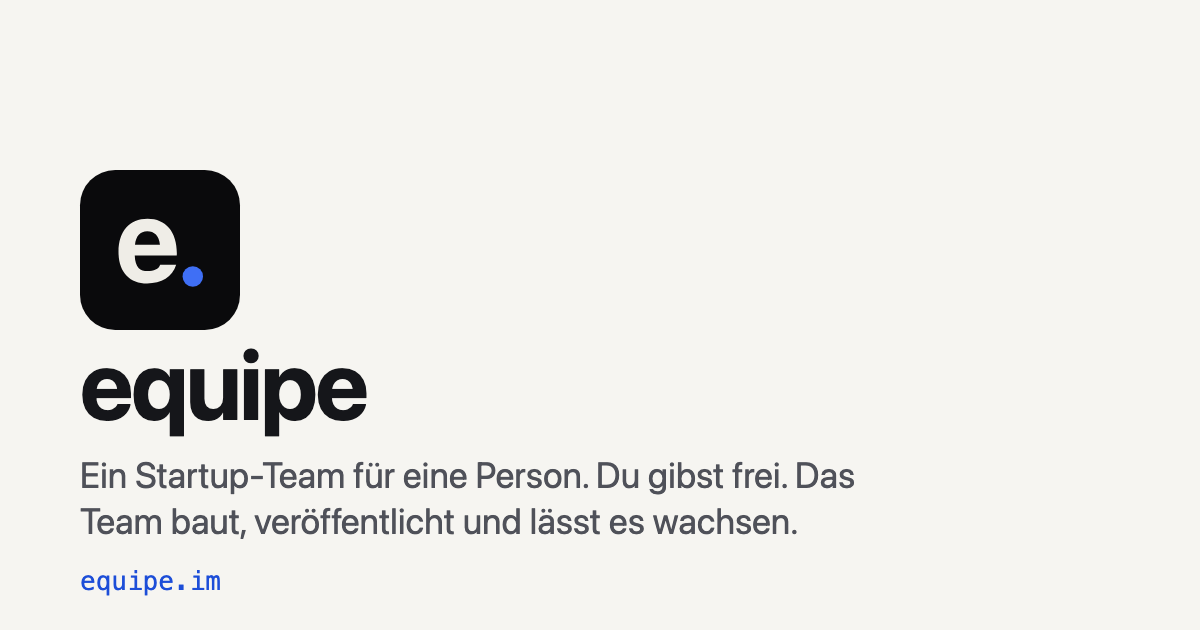 e.
equipe
Ein Startup-Team für eine Person. Du gibst frei. Das
Team baut, veröffentlicht und lässt es wachsen.
equipe.im